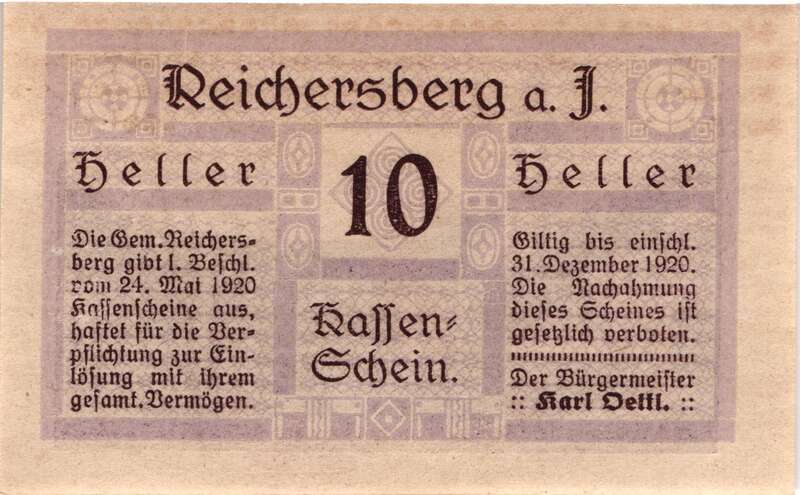 Reichersberg a. J.
Heller
10
Heller
Die Gem. Reichers-
berg gibt l. Beschl.
vom 24. Mai 1920
Kassenscheine aus,
haftet für die Ver-
pflichtung zur Ein-
lösung mit ihrem
gesamt. Vermögen.
Kassen-
Schein.
Giltig bis einschl.
31. Dezember 1920.
Die Nachahmung
dieses Scheines ist
gesetzlich verboten.
Der Bürgermeister
:: Karl Dettl. ::